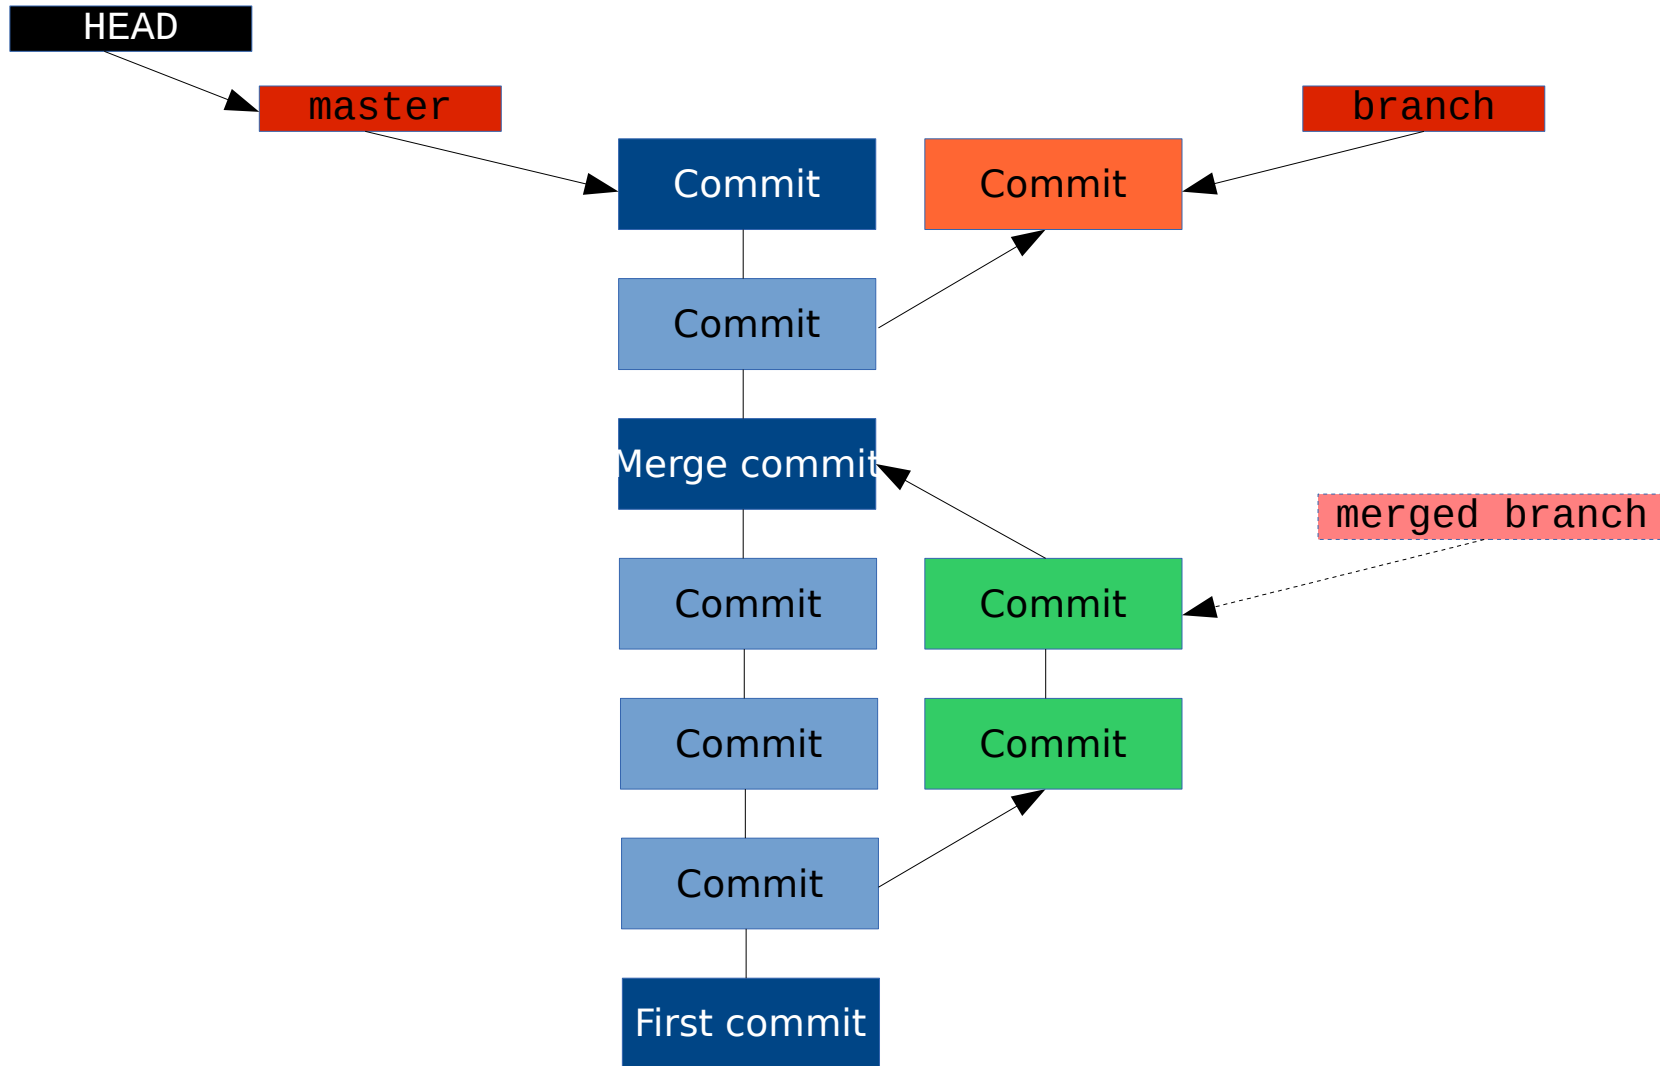 HEAD
master
branch
Commit
Commit
Commit
Merge commit
merged branch
Commit
Commit
Commit
Commit
Commit
First commit